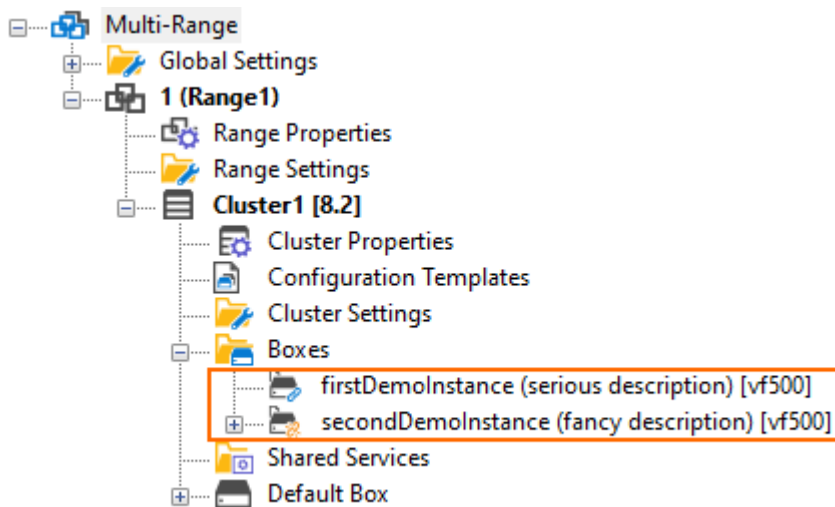 Multi-Range
Global Settings
1 (Range1)
Range Properties
Range Settings
Cluster1 [8.2]
Cluster Properties
Configuration Templates
Cluster Settings
Boxes
firstDemoInstance (serious description) [vf500]
secondDemoInstance (fancy description) [vf500]
Shared Services
Default Box